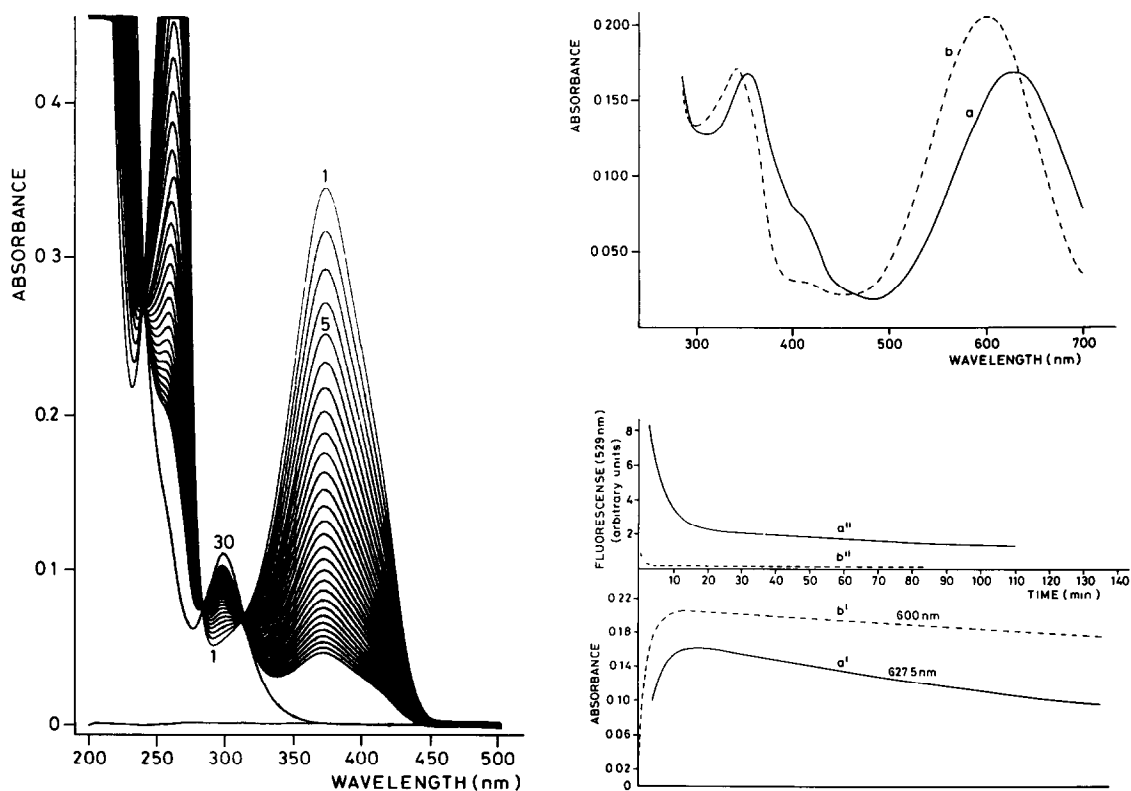 ABSORBANCE
0 4
0 3
0 2
0 1
0
1
5
30
1
200 250 300 350 400 450 500
WAVELENGTH (nm)
ABSORBANCE
0 200
0.150
0.100
0 050
b
a
300 400 500 600 700
WAVELENGTH (nm)
FLUORESCENSE (529 nm)
(arbitrary units)
8
6
4
2
a"
b"
10 20 30 40 50 60 70 80 90 100 110 120 130 140
TIME (min)
ABSORBANCE
0.22
0.18
0.14
0.10
0.06
0 02
0
b'
600 nm
a'
627 5 nm